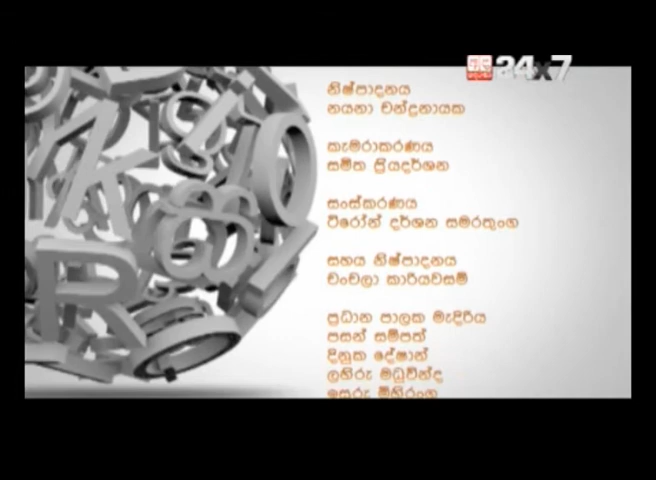 24x7
නිෂ්පාදනය
නයනා චන්ද්‍රනායක
කැමරාකරණය
සමිත ප්‍රියදර්ශන
සංස්කරණය
විරෝන් දර්ශන සමරතුංග
සහය නිෂ්පාදනය
චංචලා කාරියවසම්
ප්‍රධාන පාලක මැදිරිය
පසන් සම්පත්
දිනුක දේෂාන්
ලහිරු මධුවින්ද
ඉසරු මිහිරංග